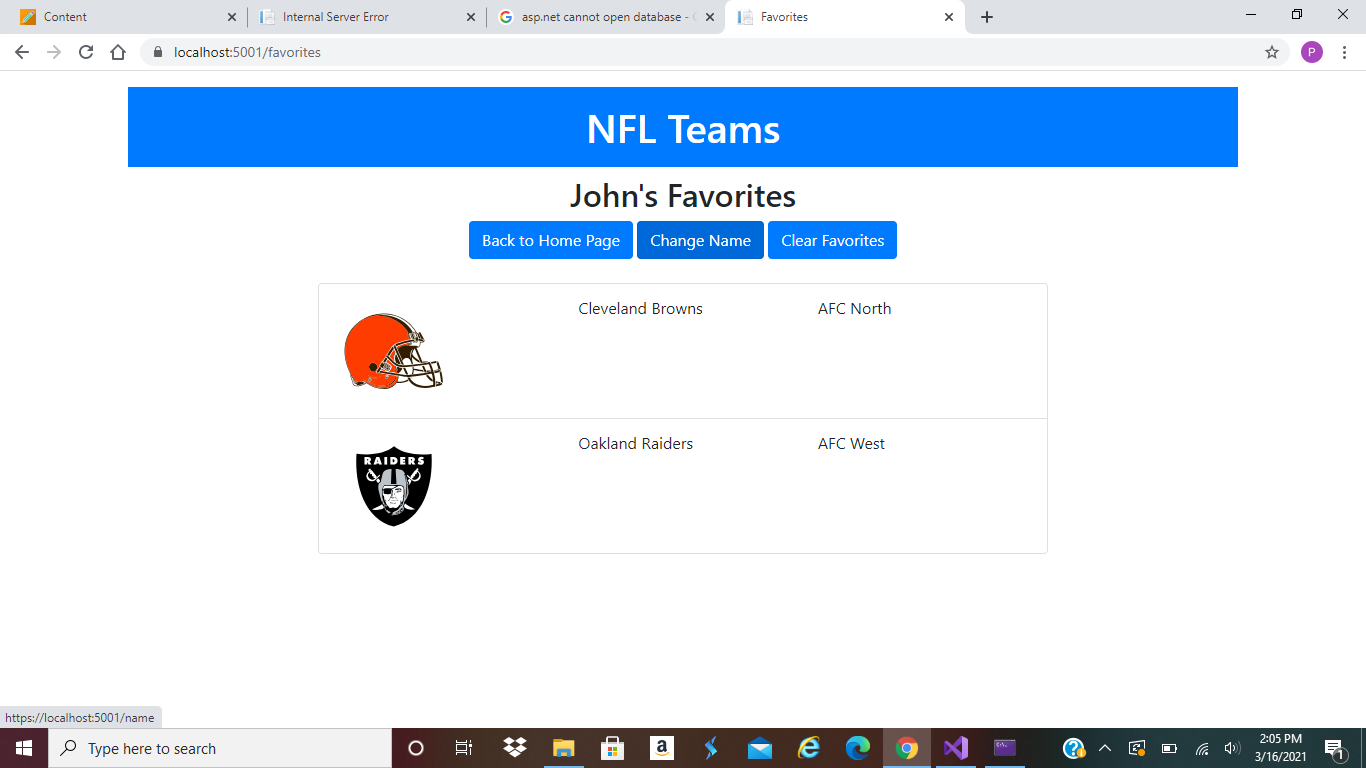 Content
Internal Server Error
asp.net cannot open database -
Favorites
localhost:5001/favorites
P
NFL Teams
John's Favorites
Back to Home Page Change Name Clear Favorites
Cleveland Browns AFC North
RAIDERS
Oakland Raiders AFC West
https://localhost:5001/name
Type here to search
2:05 PM
3/16/2021
1